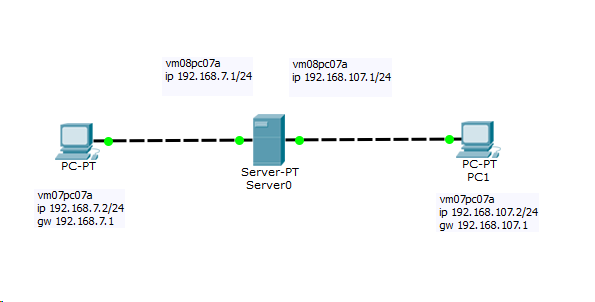 vm08pc07a
ip 192.168.7.1/24
vm08pc07a
ip 192.168.107.1/24
PC-PT
Server-PT
Server0
PC-PT
PC1
vm07pc07a
ip 192.168.7.2/24
gw 192.168.7.1
vm07pc07a
ip 192.168.107.2/24
gw 192.168.107.1